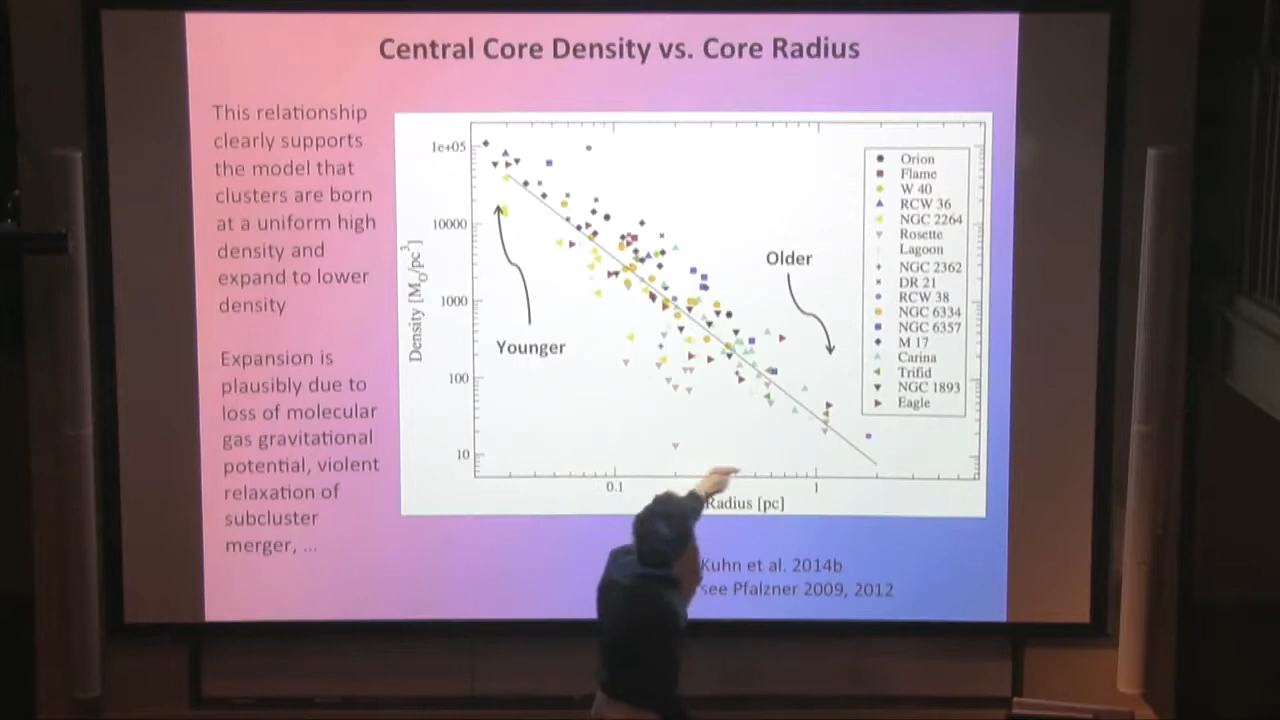 Central Core Density vs. Core Radius
This relationship
clearly supports
the model that
clusters are born
at a uniform high
density and
expand to lower
density
Expansion is
plausibly due to
loss of molecular
gas gravitational
potential, violent
relaxation of
subcluster
merger, ...
Density [M⊙/pc³]
1e+05
10000
1000
100
10
Younger
Older
Orion
Flame
W 40
RCW 36
NGC 2264
Rosette
Lagoon
NGC 2362
DR 21
RCW 38
NGC 6334
NGC 6357
M 17
Carina
Trifid
NGC 1893
Eagle
0.1
1
Radius [pc]
Kuhn et al. 2014b
see Pfalzner 2009, 2012